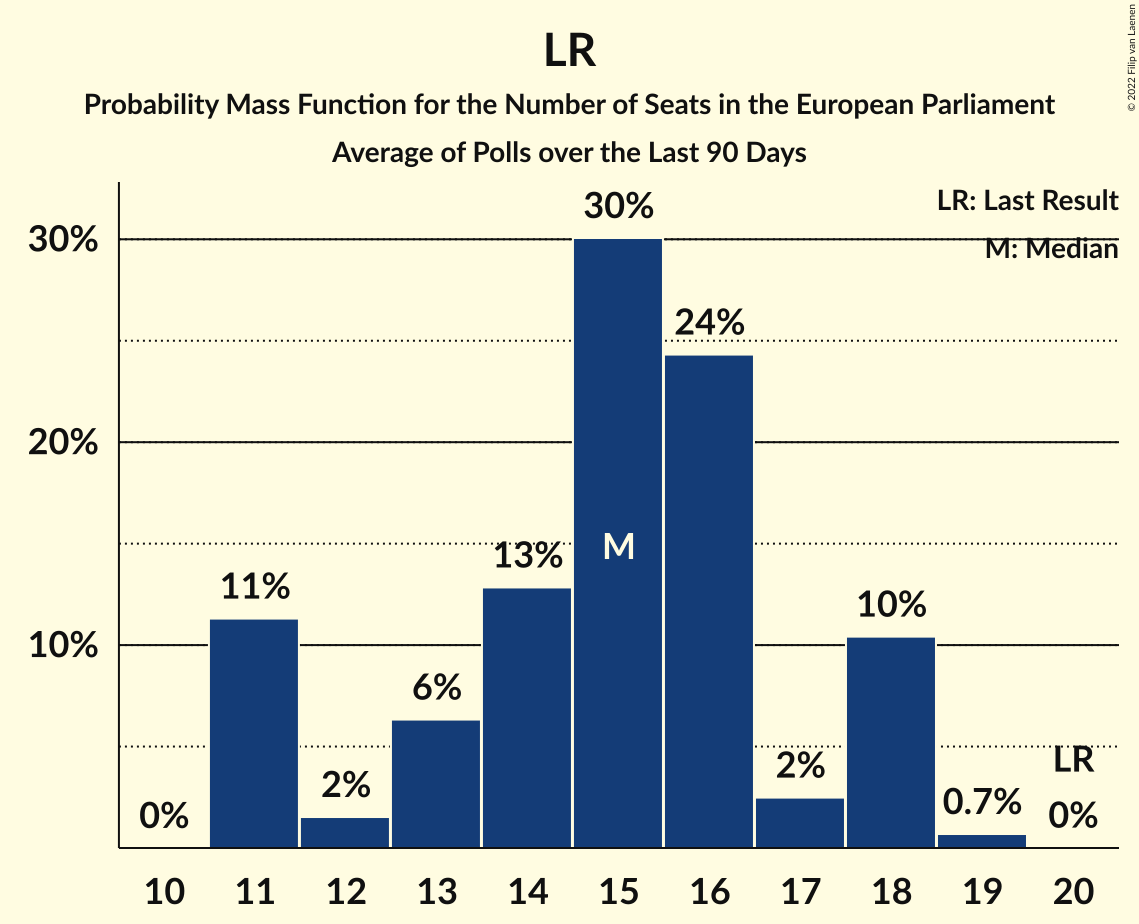 LR
Probability Mass Function for the Number of Seats in the European Parliament
Average of Polls over the Last 90 Days
© 2022 Filip van Laenen
LR: Last Result
M: Median
30%
20%
10%
0%
11%
2%
6%
13%
30%
M
24%
2%
10%
0.7%
LR
0%
10 11 12 13 14 15 16 17 18 19 20